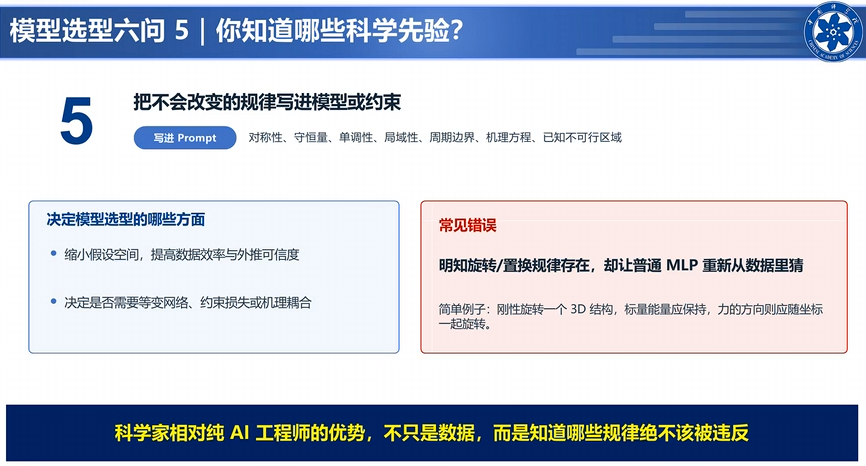 模型选型六问 5｜你知道哪些科学先验?
5
把不会改变的规律写进模型或约束
写进 Prompt
对称性、守恒量、单调性、局域性、周期边界、机理方程、已知不可行区域
决定模型选型的哪些方面
• 缩小假设空间，提高数据效率与外推可信度
• 决定是否需要等变网络、约束损失或机理耦合
常见错误
明知旋转/置换规律存在，却让普通 MLP 重新从数据里猜
简单例子：刚性旋转一个 3D 结构，标量能量应保持，力的方向则应随坐标
一起旋转。
科学家相对纯 AI 工程师的优势，不只是数据，而是知道哪些规律绝不该被违反